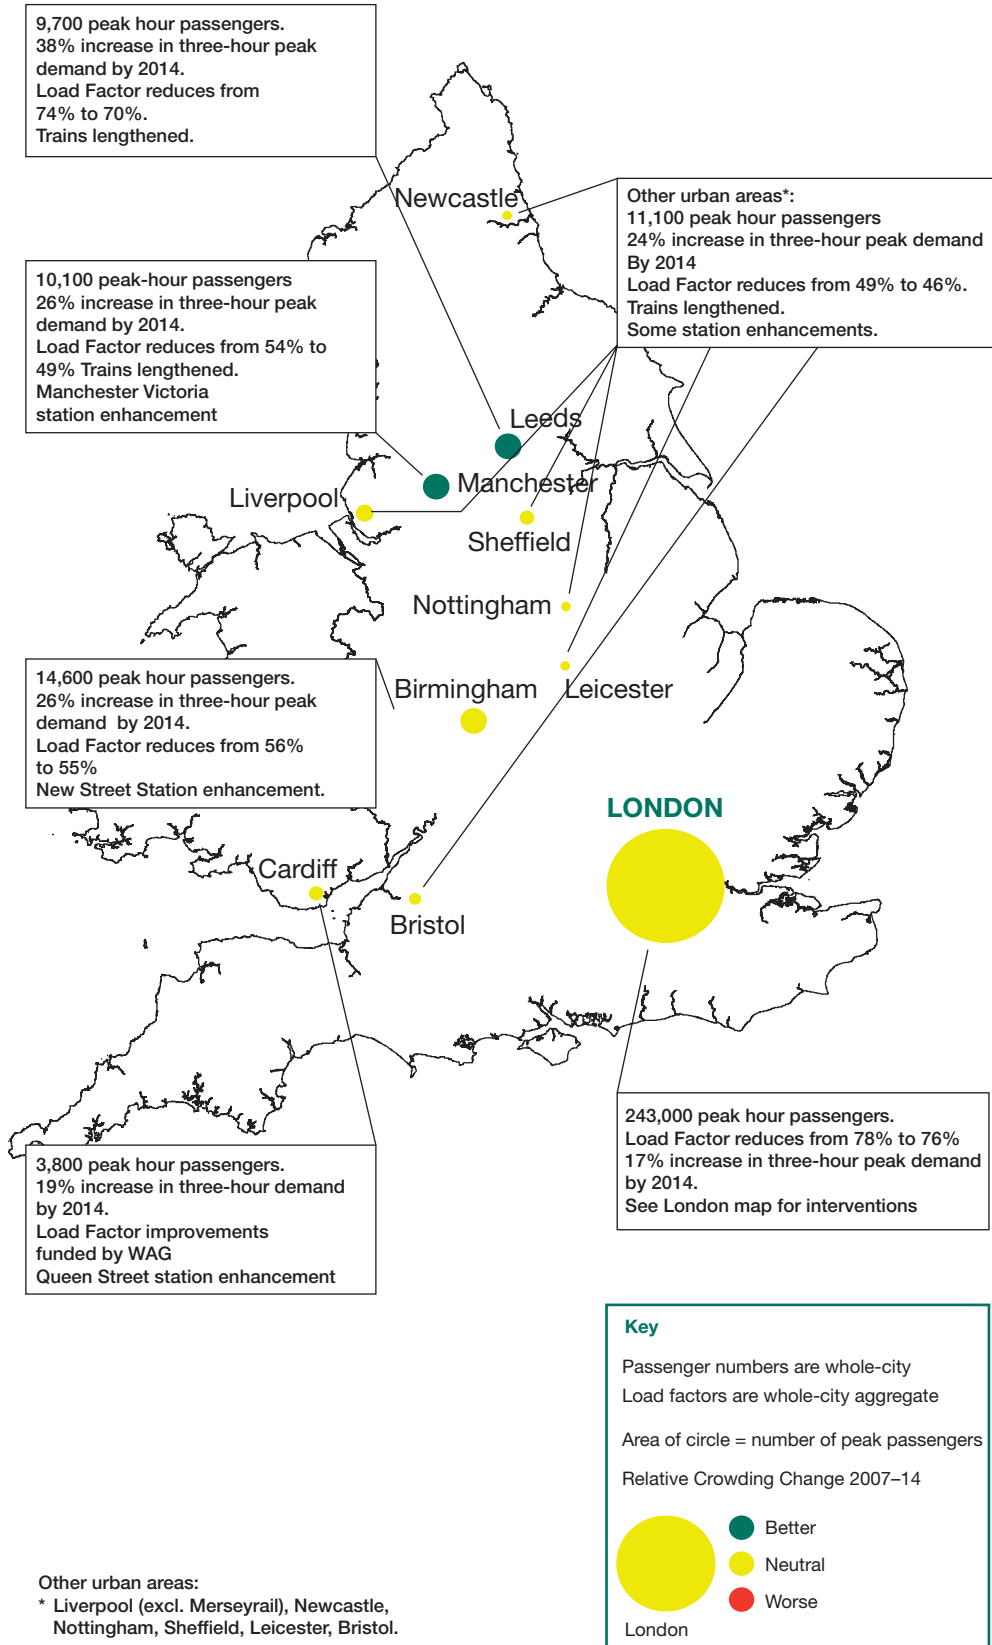 9,700 peak hour passengers.
38% increase in three-hour peak
demand by 2014.
Load Factor reduces from
74% to 70%.
Trains lengthened.
Newcastle
Other urban areas*:
11,100 peak hour passengers
24% increase in three-hour peak demand
By 2014
Load Factor reduces from 49% to 46%.
Trains lengthened.
Some station enhancements.
10,100 peak-hour passengers
26% increase in three-hour peak
demand by 2014.
Load Factor reduces from 54% to
49% Trains lengthened.
Manchester Victoria
station enhancement
Leeds
Manchester
Liverpool
Sheffield
Nottingham
14,600 peak hour passengers.
26% increase in three-hour peak
demand  by 2014.
Load Factor reduces from 56%
to 55%
New Street Station enhancement.
Birmingham
Leicester
LONDON
Cardiff
Bristol
243,000 peak hour passengers.
Load Factor reduces from 78% to 76%
17% increase in three-hour peak demand
by 2014.
See London map for interventions
3,800 peak hour passengers.
19% increase in three-hour demand
by 2014.
Load Factor improvements
funded by WAG
Queen Street station enhancement
Key
Passenger numbers are whole-city
Load factors are whole-city aggregate
Area of circle = number of peak passengers
Relative Crowding Change 2007–14
Better
Neutral
Worse
London
Other urban areas:
* Liverpool (excl. Merseyrail), Newcastle,
Nottingham, Sheffield, Leicester, Bristol.